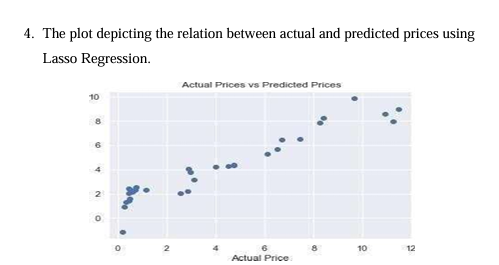 4. The plot depicting the relation between actual and predicted prices using
Lasso Regression.
Actual Prices vs Predicted Prices
10
8
6
4
2
0
0 2 4 6 8 10 12
Actual Price